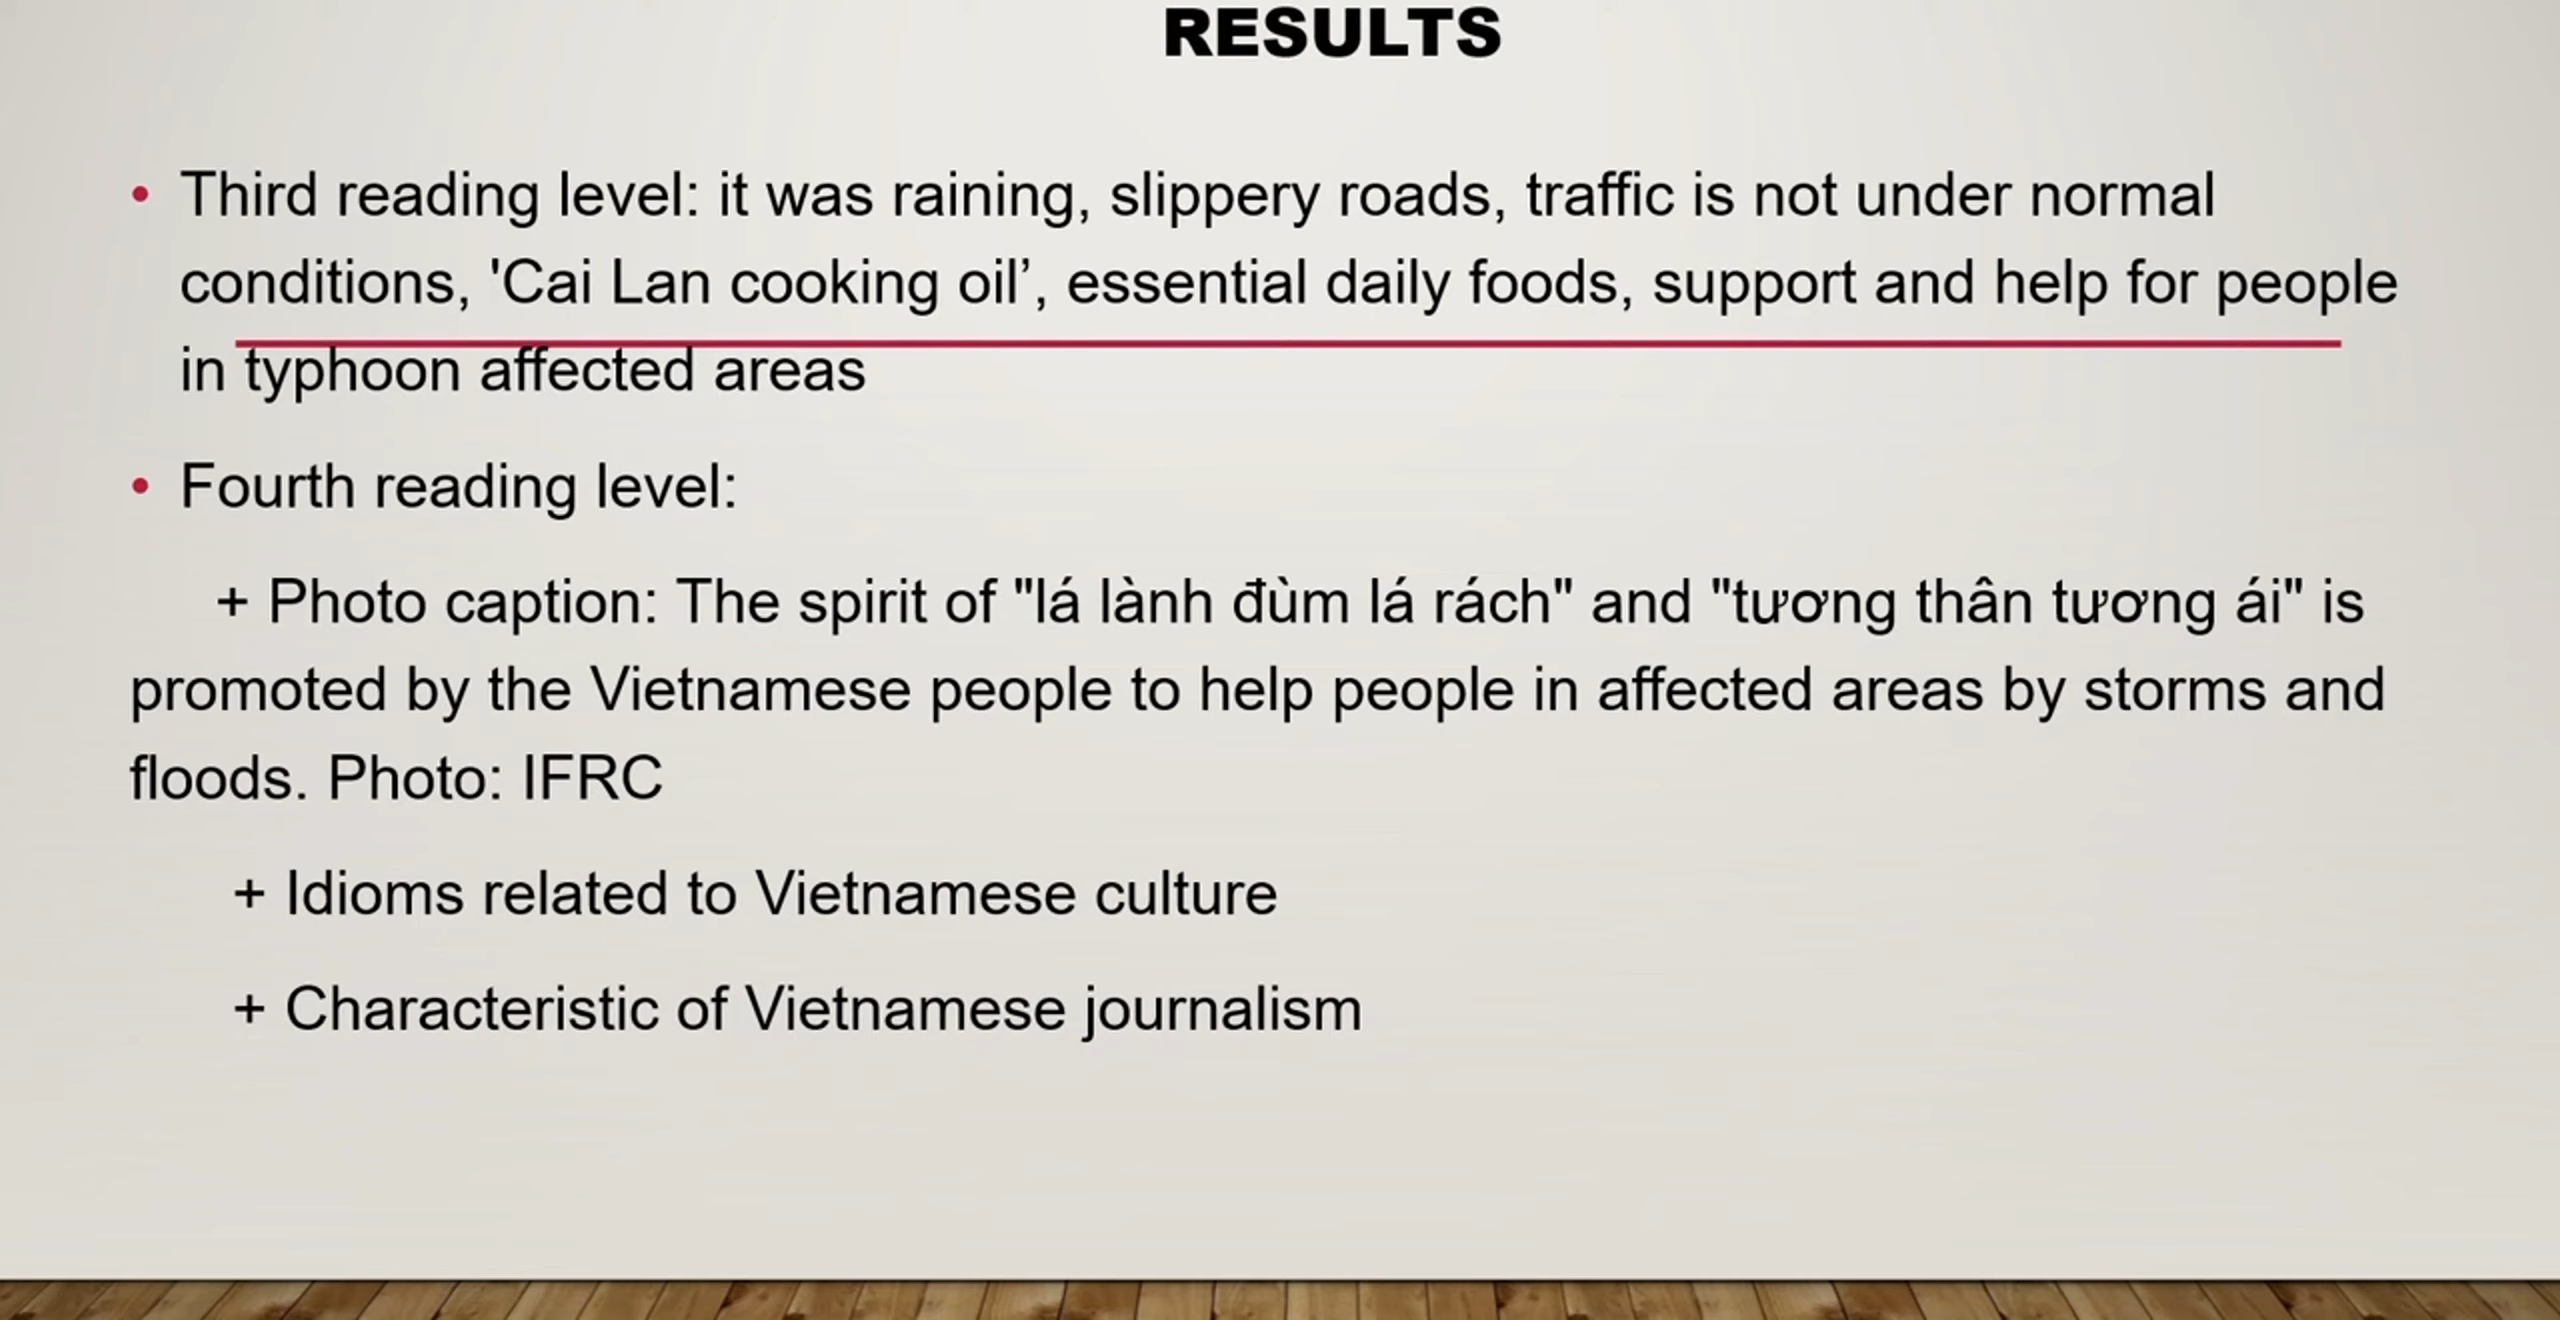 RESULTS
• Third reading level: it was raining, slippery roads, traffic is not under normal
conditions, 'Cai Lan cooking oil’, essential daily foods, support and help for people
in typhoon affected areas
• Fourth reading level:
+ Photo caption: The spirit of "lá lành đùm lá rách" and "tương thân tương ái" is
promoted by the Vietnamese people to help people in affected areas by storms and
floods. Photo: IFRC
+ Idioms related to Vietnamese culture
+ Characteristic of Vietnamese journalism